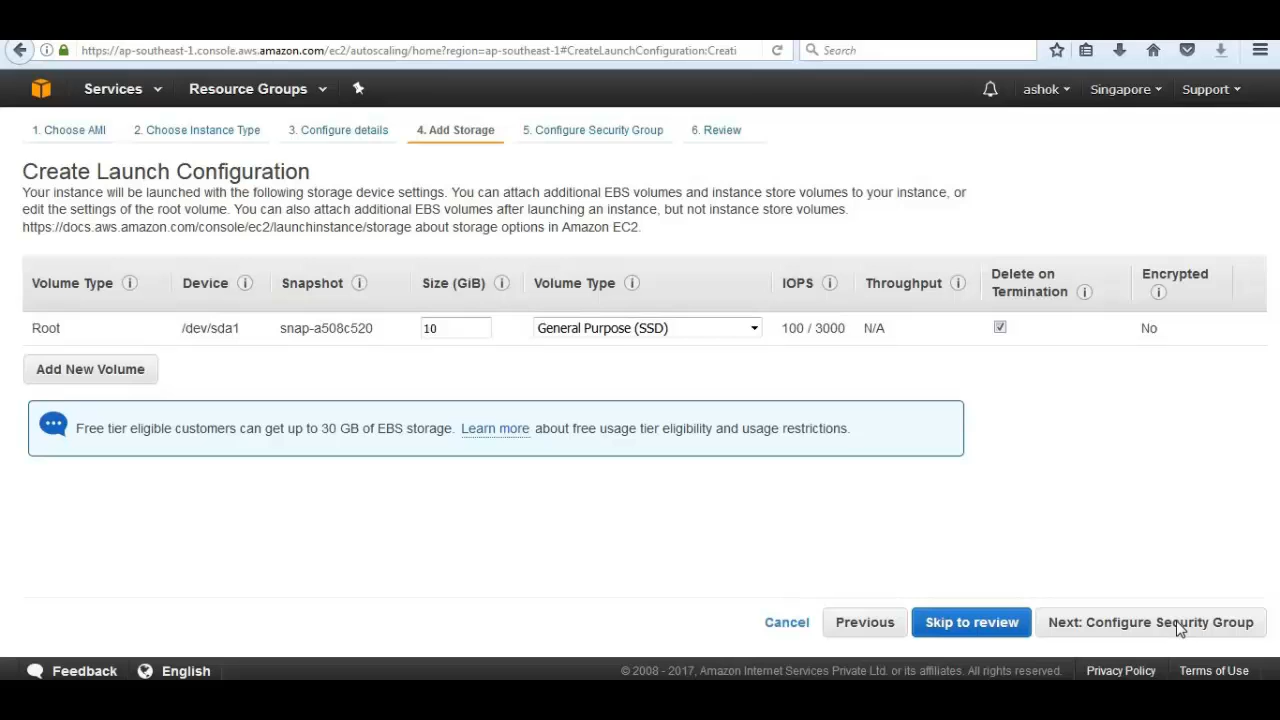 https://ap-southeast-1.console.aws.amazon.com/ec2/autoscaling/home?region=ap-southeast-1#CreateLaunchConfiguration:Creati
Search
Services
Resource Groups
ashok
Singapore
Support
1. Choose AMI
2. Choose Instance Type
3. Configure details
4. Add Storage
5. Configure Security Group
6. Review
Create Launch Configuration
Your instance will be launched with the following storage device settings. You can attach additional EBS volumes and instance store volumes to your instance, or
edit the settings of the root volume. You can also attach additional EBS volumes after launching an instance, but not instance store volumes.
https://docs.aws.amazon.com/console/ec2/launchinstance/storage about storage options in Amazon EC2.
Volume Type
Device
Snapshot
Size (GiB)
Volume Type
IOPS
Throughput
Delete on
Termination
Encrypted
Root
/dev/sda1
snap-a508c520
10
General Purpose (SSD)
100 / 3000
N/A
No
Add New Volume
Free tier eligible customers can get up to 30 GB of EBS storage. Learn more about free usage tier eligibility and usage restrictions.
Cancel
Previous
Skip to review
Next: Configure Security Group
Feedback
English
© 2008 - 2017, Amazon Internet Services Private Ltd. or its affiliates. All rights reserved.
Privacy Policy
Terms of Use